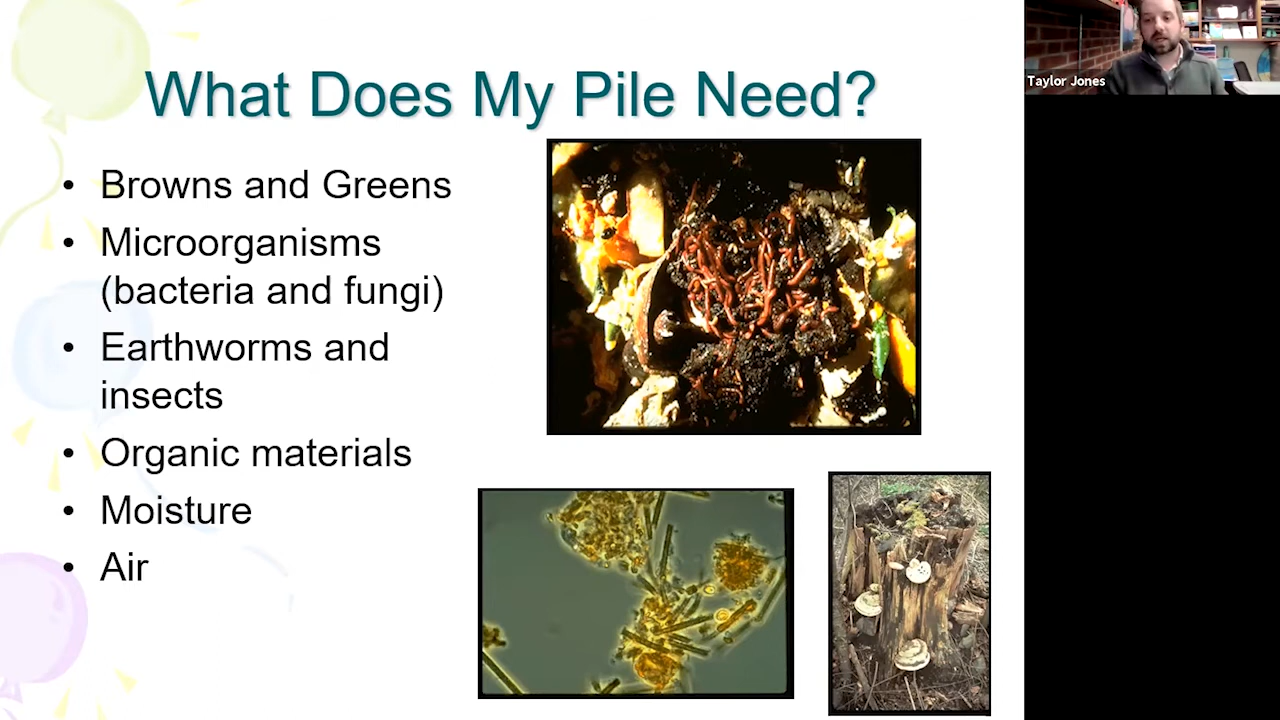 What Does My Pile Need?
• Browns and Greens
• Microorganisms
(bacteria and fungi)
• Earthworms and
insects
• Organic materials
• Moisture
• Air
Taylor Jones